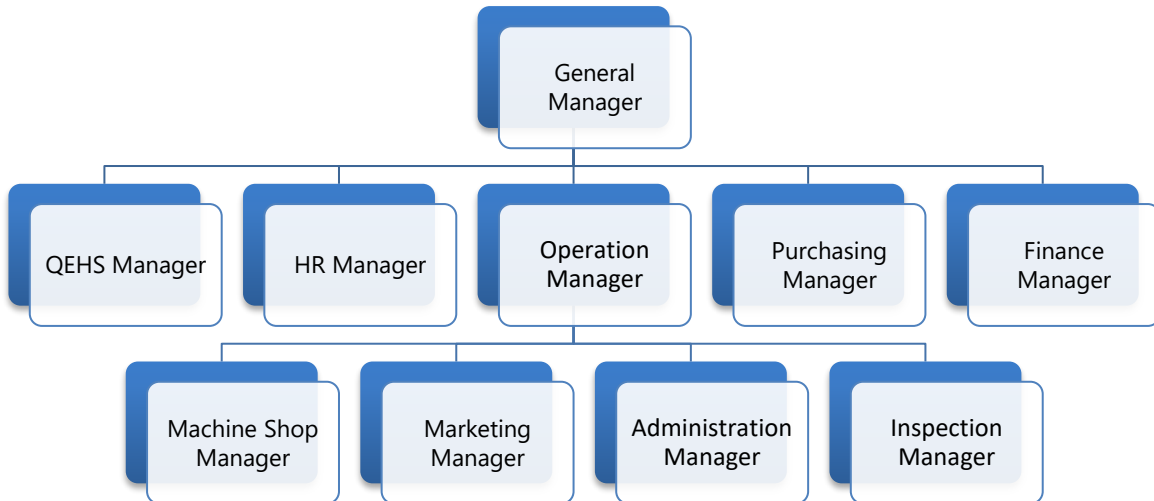 General
Manager
QEHS Manager
HR Manager
Operation
Manager
Purchasing
Manager
Finance
Manager
Machine Shop
Manager
Marketing
Manager
Administration
Manager
Inspection
Manager